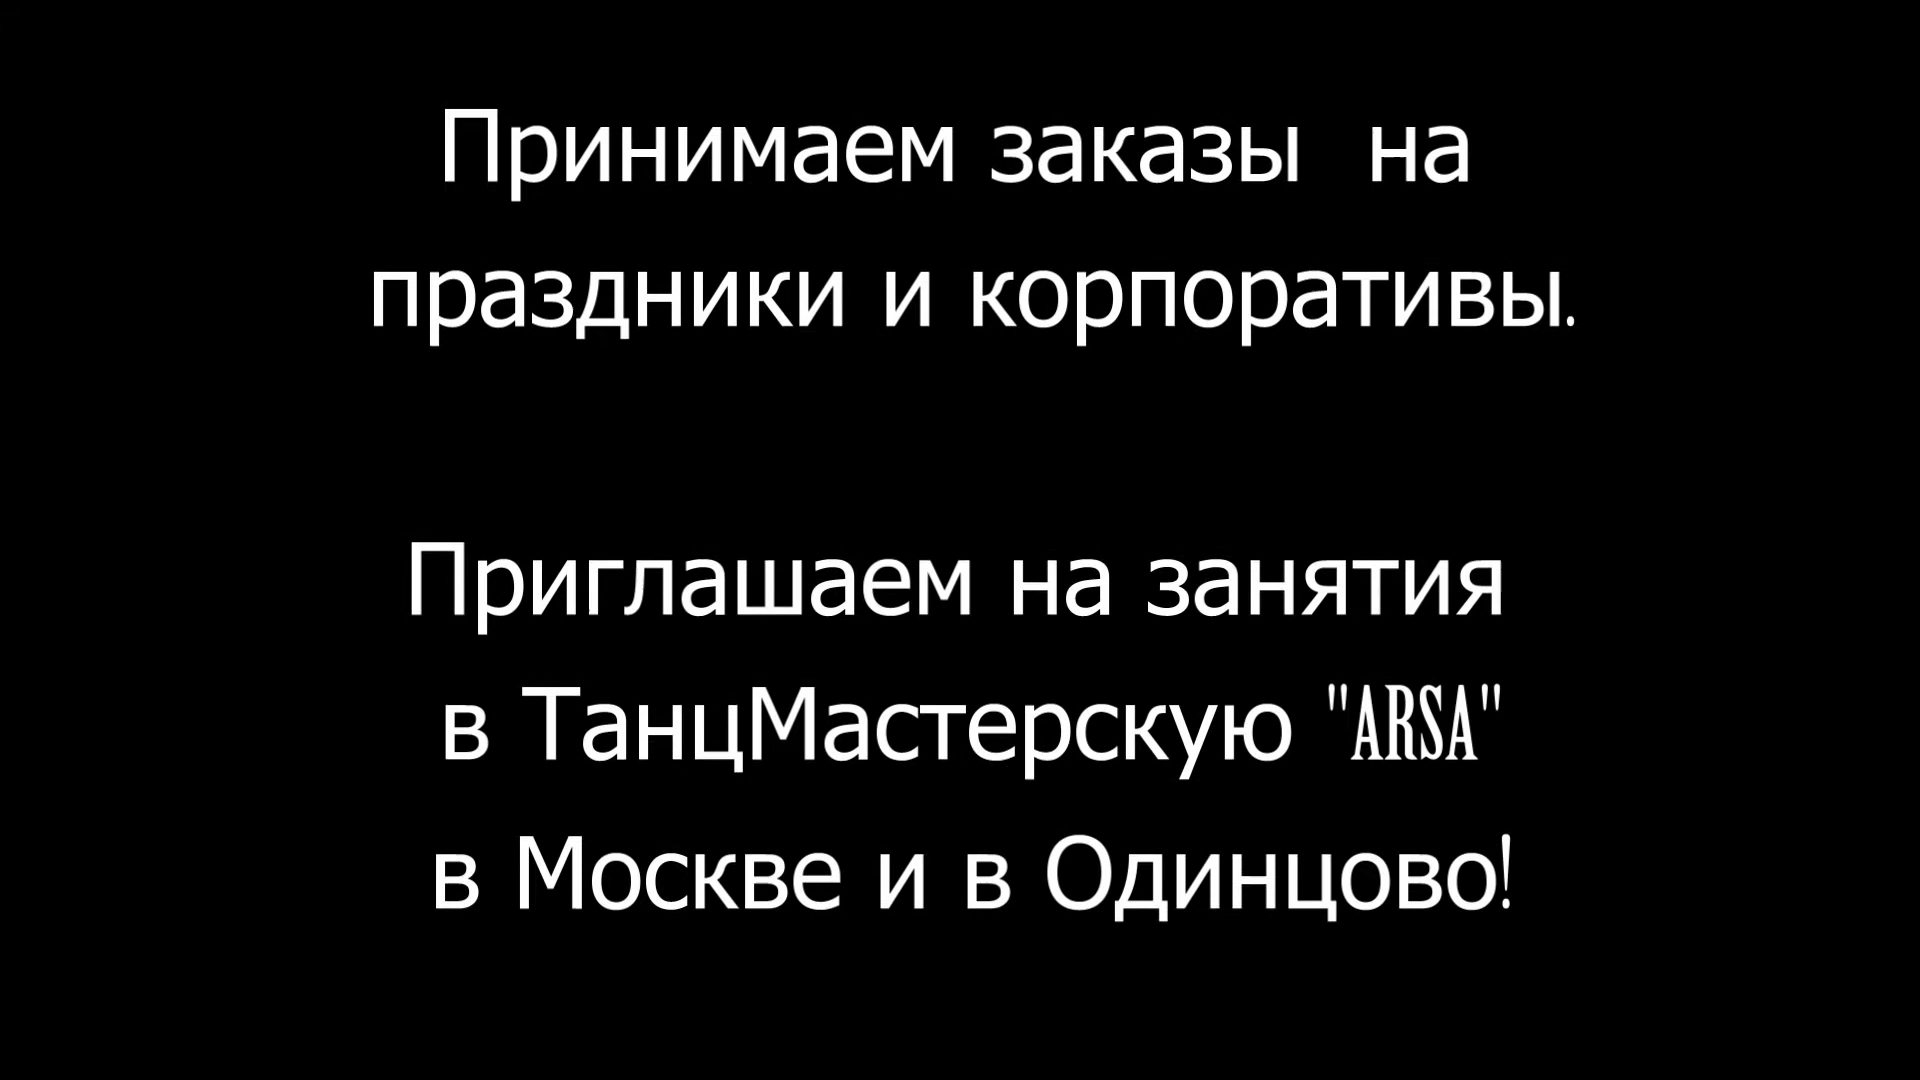 Принимаем заказы  на
праздники и корпоративы.
Приглашаем на занятия
в ТанцМастерскую "ARSA"
в Москве и в Одинцово!